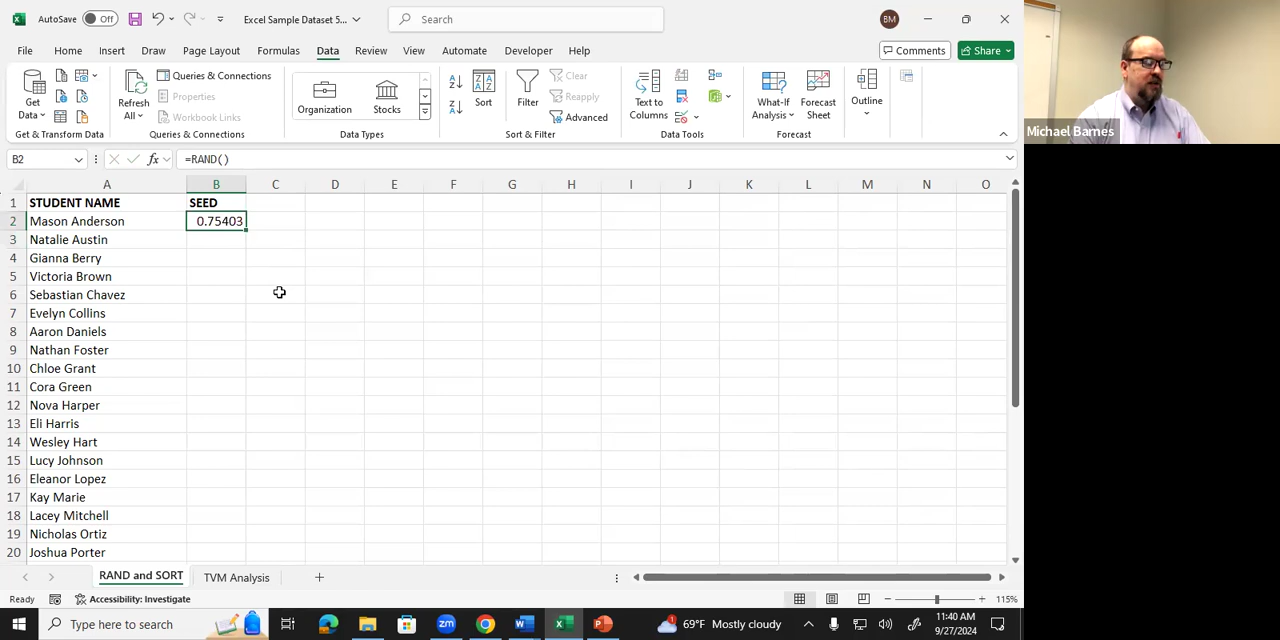 AutoSave Off Excel Sample Dataset 5... Search BM
File Home Insert Draw Page Layout Formulas Data Review View Automate Developer Help Comments Share
Get Data Refresh All Queries & Connections Properties Workbook Links Organization Stocks Sort Filter Clear Reapply Advanced Text to Columns What-If Analysis Forecast Sheet Outline
Get & Transform Data Queries & Connections Data Types Sort & Filter Data Tools Forecast
Michael Barnes
B2 fx =RAND()
A B C D E F G H I J K L M N O
1 STUDENT NAME SEED
2 Mason Anderson 0.75403
3 Natalie Austin
4 Gianna Berry
5 Victoria Brown
6 Sebastian Chavez
7 Evelyn Collins
8 Aaron Daniels
9 Nathan Foster
10 Chloe Grant
11 Cora Green
12 Nova Harper
13 Eli Harris
14 Wesley Hart
15 Lucy Johnson
16 Eleanor Lopez
17 Kay Marie
18 Lacey Mitchell
19 Nicholas Ortiz
20 Joshua Porter
RAND and SORT TVM Analysis
Ready Accessibility: Investigate 115%
Type here to search zm 69°F Mostly cloudy 11:40 AM
9/27/2024